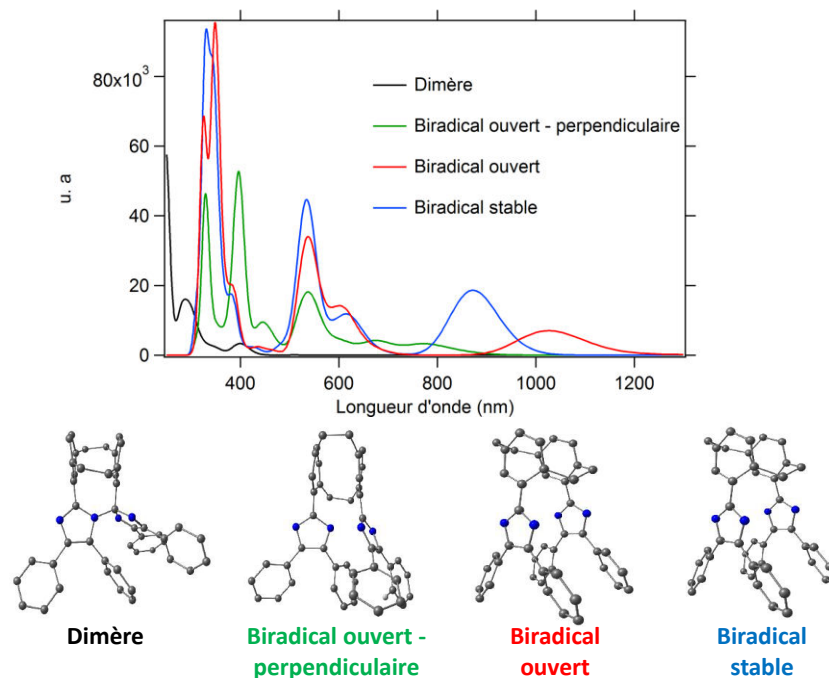 80x10³
60
40
20
0
u. a
Dimère
Biradical ouvert - perpendiculaire
Biradical ouvert
Biradical stable
400
600
800
1000
1200
Longueur d'onde (nm)
Dimère
Biradical ouvert -
perpendiculaire
Biradical
ouvert
Biradical
stable